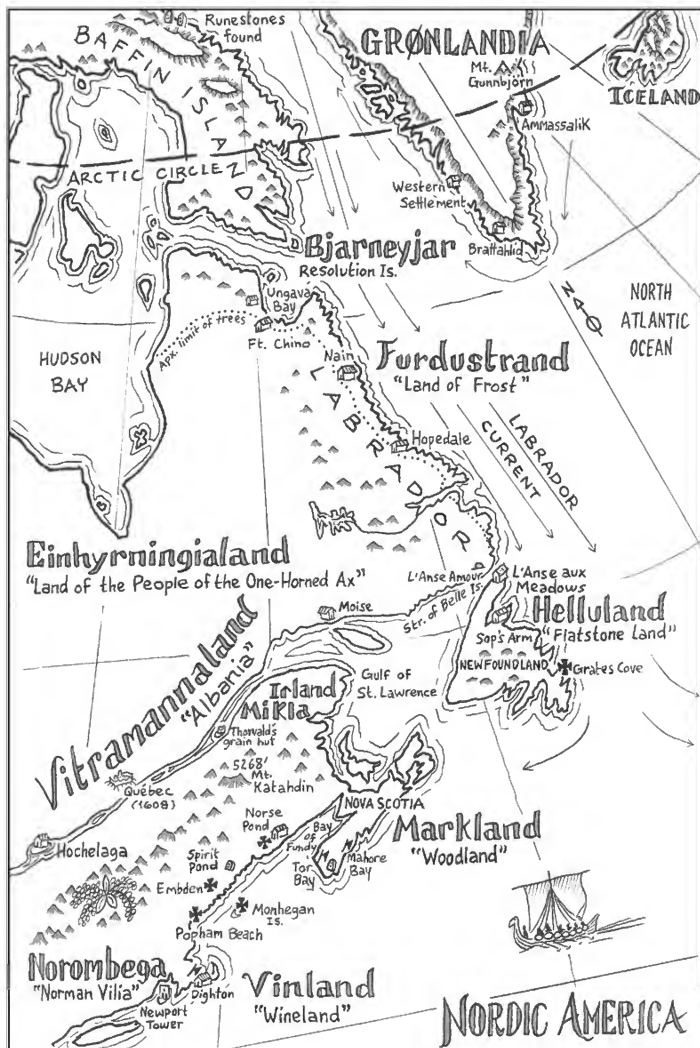 Runestones
found
BAFFIN ISLAND
GRØNLANDIA
Mt.
Gunnbjörn
ICELAND
Ammassalik
ARCTIC CIRCLE
Western
Settlement
Brattahlid
Bjarneyjar
Resolution Is.
Ungava
Bay
N
NORTH
ATLANTIC
OCEAN
Apx. limit of trees
Ft. Chino
HUDSON
BAY
Nain
Furdustrand
"Land of Frost"
LABRADOR
Hopedale
LABRADOR
CURRENT
Einhyrningialand
"Land of the People of the One-Horned Ax"
L'Anse Amour
L'Anse aux
Meadows
Str. of Belle Is.
Moise
Helluland
"Flatstone Land"
Sop's Arm
NEWFOUNDLAND
Grates Cove
Vitramannaland
"Albania"
Gulf of
St. Lawrence
Irland
Mikla
Thorvald's
grain hut
5268'
Mt.
Katahdin
Québec
(1608)
NOVA SCOTIA
Hochelaga
Norse
Pond
Bay
of
Fundy
Markland
"Woodland"
Mahore
Bay
Tor
Bay
Spirit
Pond
Embden
Monhegan
Is.
Popham Beach
Norombega
"Norman Vilia"
Dighton
Newport
Tower
Vinland
"Wineland"
NORDIC AMERICA